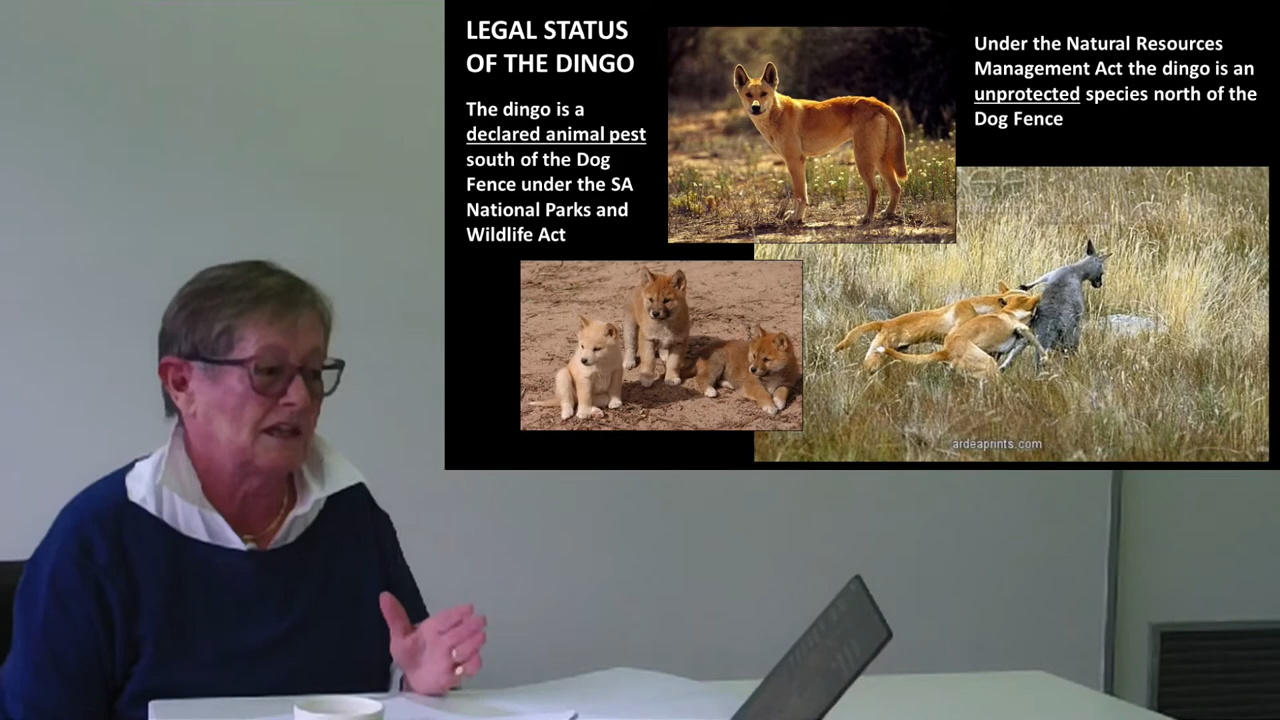 LEGAL STATUS
OF THE DINGO
The dingo is a
declared animal pest
south of the Dog
Fence under the SA
National Parks and
Wildlife Act
Under the Natural Resources
Management Act the dingo is an
unprotected species north of the
Dog Fence
ardeaprints.com